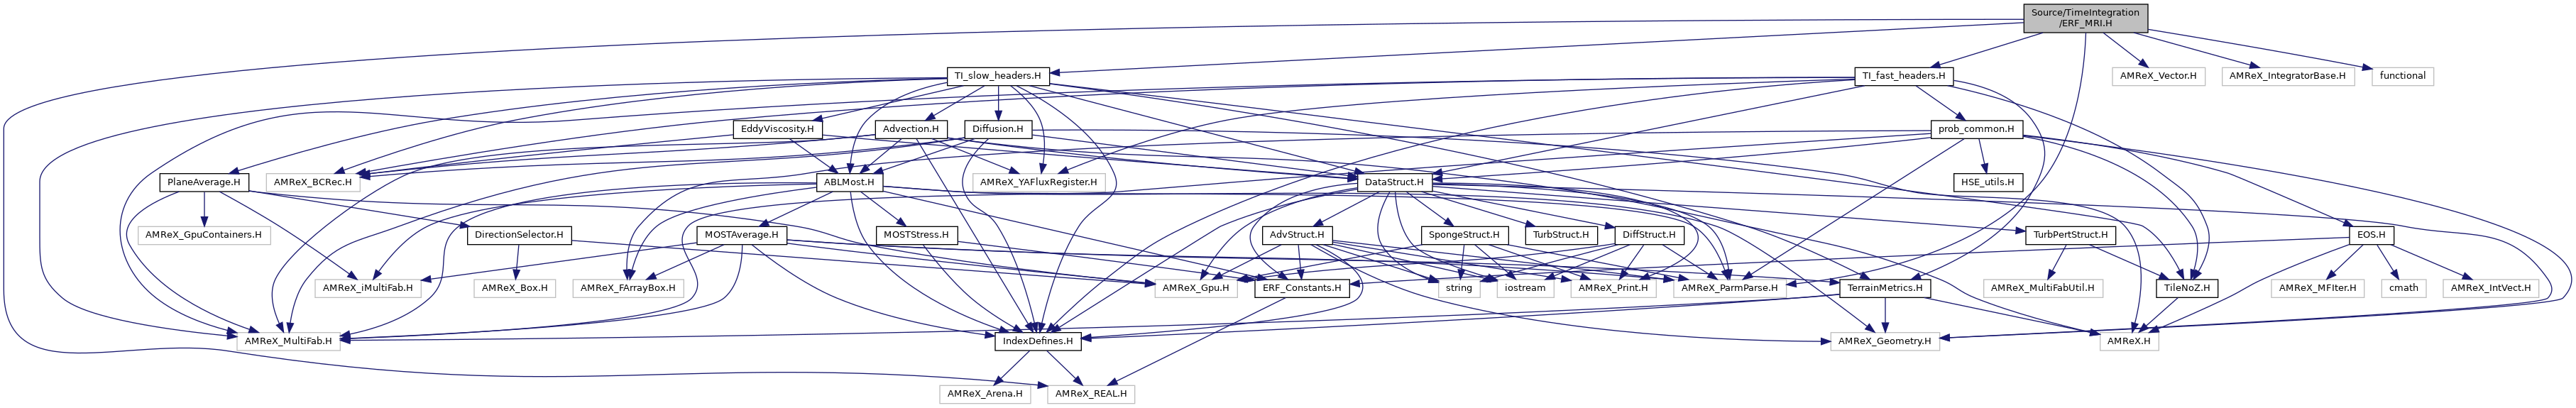 Source/TimeIntegration
/ERF_MRI.H
TI_slow_headers.H
TI_fast_headers.H
AMReX_Vector.H
AMReX_IntegratorBase.H
functional
EddyViscosity.H
Advection.H
Diffusion.H
prob_common.H
PlaneAverage.H
AMReX_BCRec.H
ABLMost.H
AMReX_YAFluxRegister.H
DataStruct.H
HSE_utils.H
AMReX_GpuContainers.H
DirectionSelector.H
MOSTAverage.H
MOSTStress.H
AdvStruct.H
SpongeStruct.H
TurbStruct.H
DiffStruct.H
TurbPertStruct.H
EOS.H
AMReX_iMultiFab.H
AMReX_Box.H
AMReX_FArrayBox.H
AMReX_Gpu.H
ERF_Constants.H
string
iostream
AMReX_Print.H
AMReX_ParmParse.H
TerrainMetrics.H
AMReX_MultiFabUtil.H
TileNoZ.H
AMReX_MFIter.H
cmath
AMReX_IntVect.H
AMReX_MultiFab.H
IndexDefines.H
AMReX_Geometry.H
AMReX.H
AMReX_Arena.H
AMReX_REAL.H